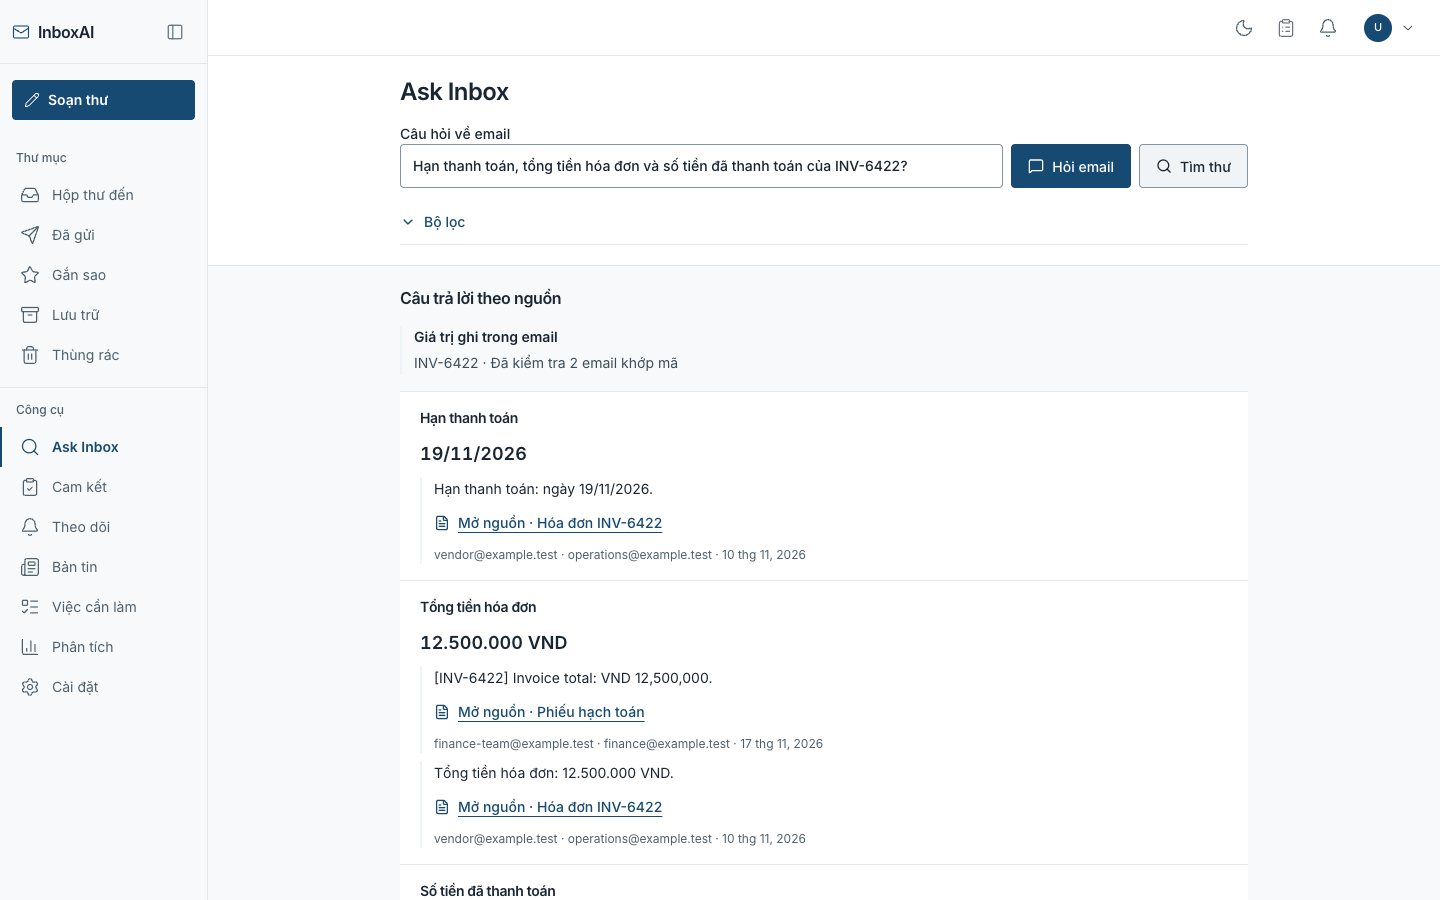 InboxAI
Soạn thư
Thư mục
Hộp thư đến
Đã gửi
Gắn sao
Lưu trữ
Thùng rác
Công cụ
Ask Inbox
Cam kết
Theo dõi
Bản tin
Việc cần làm
Phân tích
Cài đặt
U
Ask Inbox
Câu hỏi về email
Hạn thanh toán, tổng tiền hóa đơn và số tiền đã thanh toán của INV-6422?
Hỏi email
Tìm thư
Bộ lọc
Câu trả lời theo nguồn
Giá trị ghi trong email
INV-6422 · Đã kiểm tra 2 email khớp mã
Hạn thanh toán
19/11/2026
Hạn thanh toán: ngày 19/11/2026.
Mở nguồn · Hóa đơn INV-6422
vendor@example.test · operations@example.test · 10 thg 11, 2026
Tổng tiền hóa đơn
12.500.000 VND
[INV-6422] Invoice total: VND 12,500,000.
Mở nguồn · Phiếu hạch toán
finance-team@example.test · finance@example.test · 17 thg 11, 2026
Tổng tiền hóa đơn: 12.500.000 VND.
Mở nguồn · Hóa đơn INV-6422
vendor@example.test · operations@example.test · 10 thg 11, 2026
Số tiền đã thanh toán